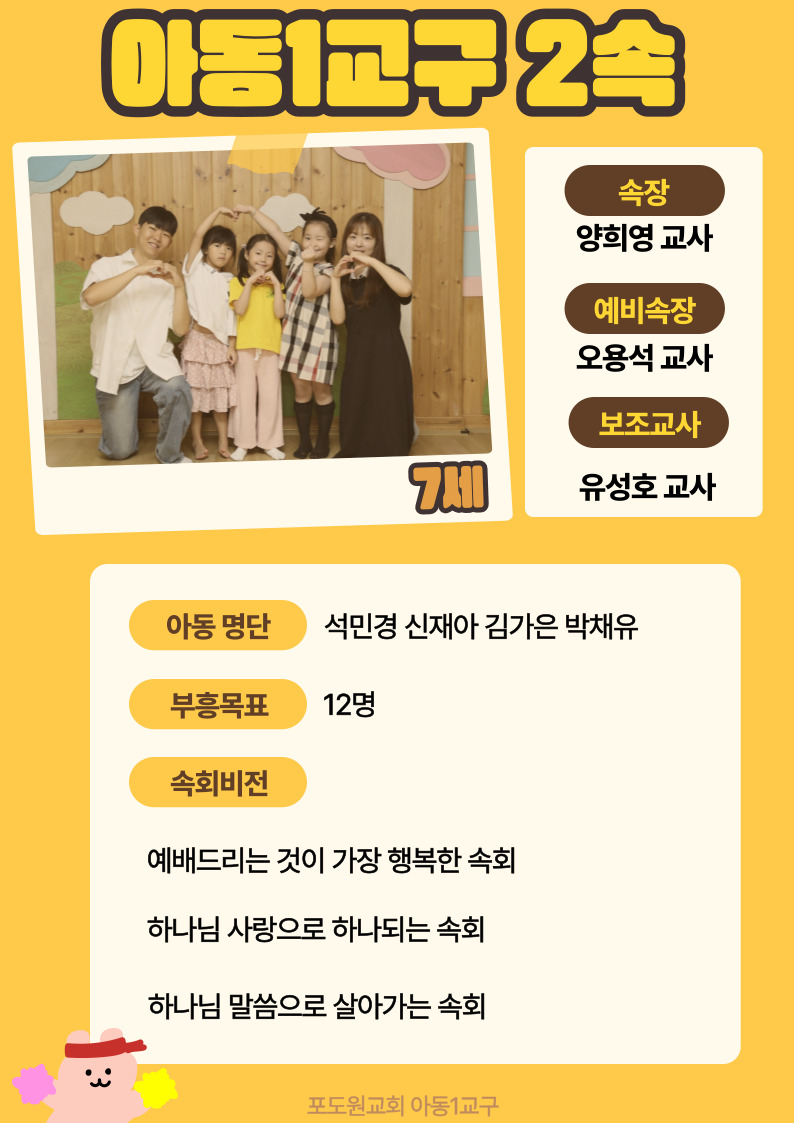 아동1교구 2속
7세
속장
양희영 교사
예비속장
오용석 교사
보조교사
유성호 교사
아동 명단 석민경 신재아 김가은 박채유
부흥목표 12명
속회비전
예배드리는 것이 가장 행복한 속회
하나님 사랑으로 하나되는 속회
하나님 말씀으로 살아가는 속회
포도원교회 아동1교구